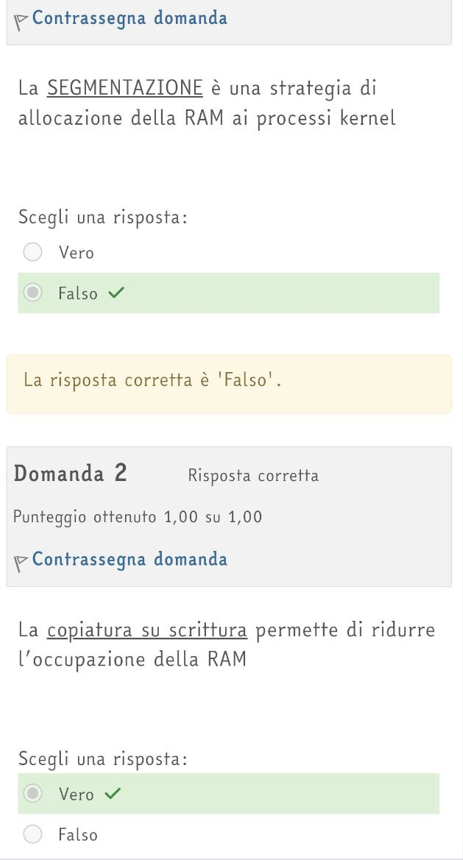 Contrassegna domanda
La SEGMENTAZIONE è una strategia di
allocazione della RAM ai processi kernel
Scegli una risposta:
Vero
Falso
La risposta corretta è 'Falso'.
Domanda 2 Risposta corretta
Punteggio ottenuto 1,00 su 1,00
Contrassegna domanda
La copiatura su scrittura permette di ridurre
l'occupazione della RAM
Scegli una risposta:
Vero
Falso